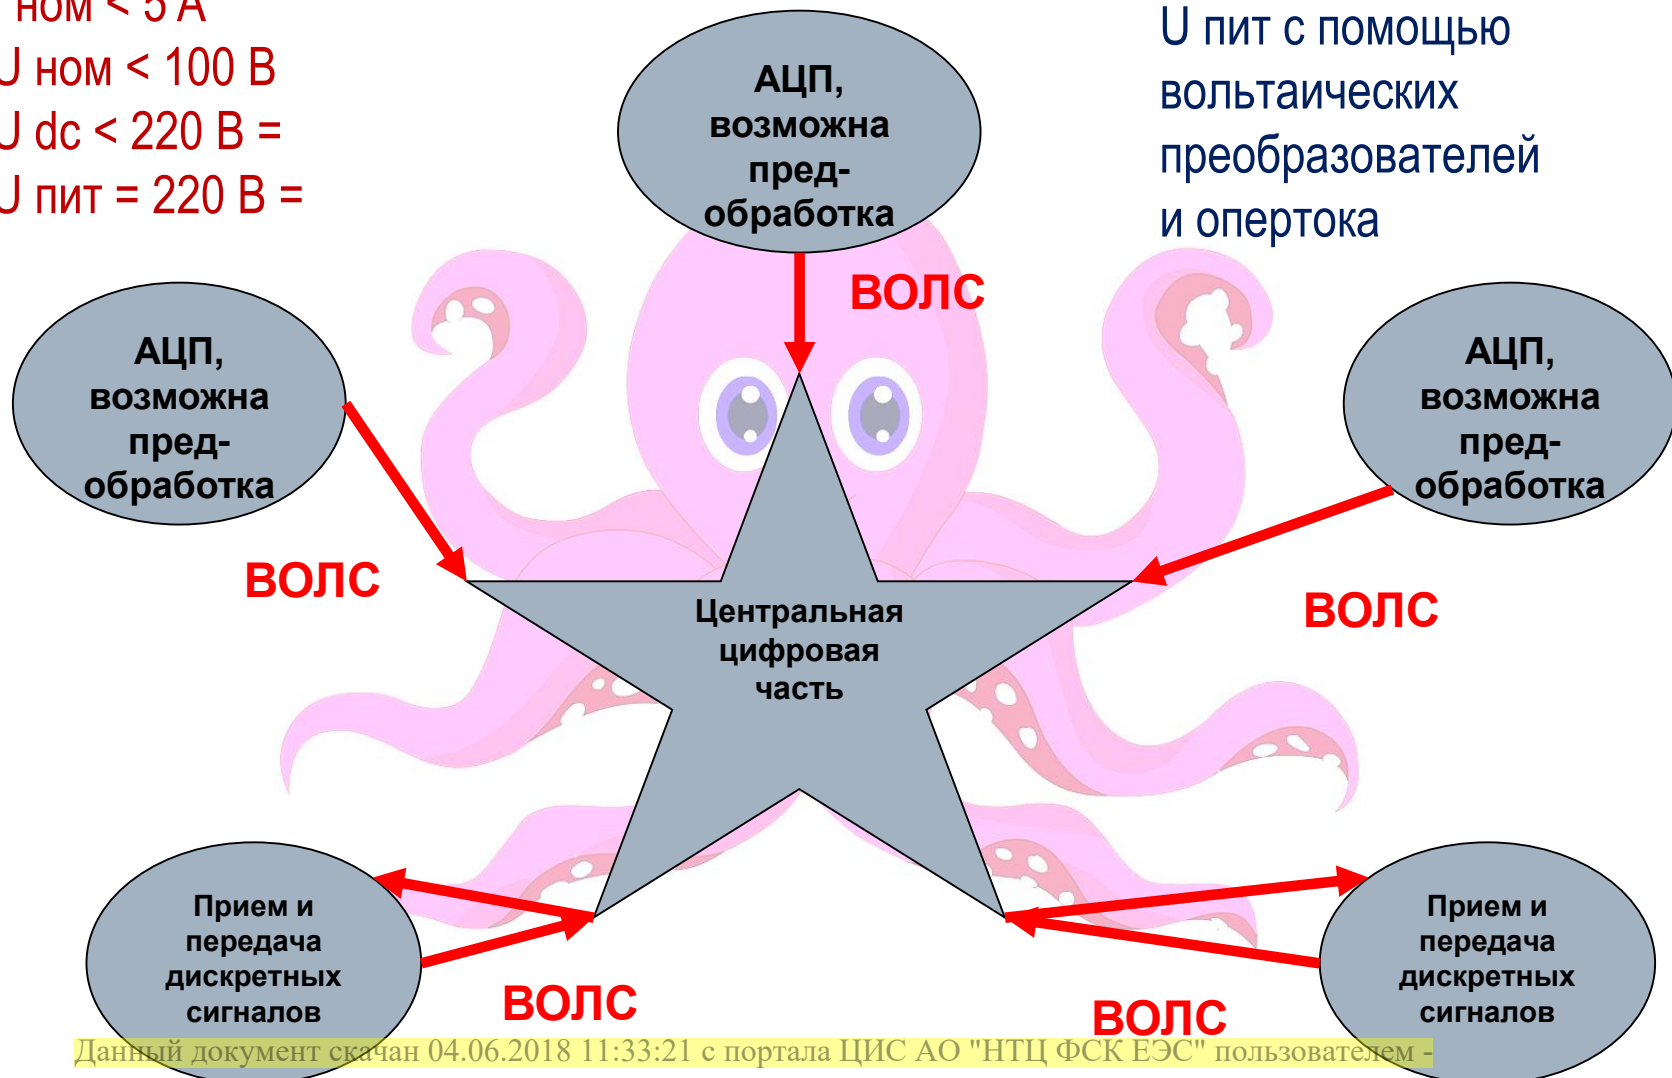 ном < 5 А
U ном < 100 В
U dc < 220 В =
U пит = 220 В =
U пит с помощью
вольтаических
преобразователей
и опертока
АЦП,
возможна
пред-
обработка
ВОЛС
АЦП,
возможна
пред-
обработка
АЦП,
возможна
пред-
обработка
ВОЛС
ВОЛС
Центральная
цифровая
часть
Прием и
передача
дискретных
сигналов
ВОЛС
Прием и
передача
дискретных
сигналов
ВОЛС
Данный документ скачан 04.06.2018 11:33:21 с портала ЦИС АО "НТЦ ФСК ЕЭС" пользователем -